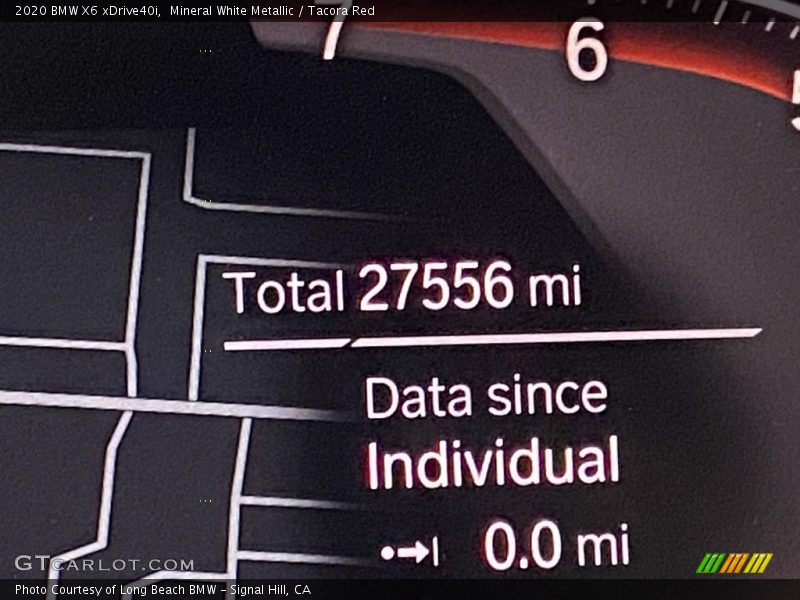 2020 BMW X6 xDrive40i, Mineral White Metallic / Tacora Red
6
Total 27556 mi
Data since
Individual
0.0 mi
GTCARLOT.COM
Photo Courtesy of Long Beach BMW - Signal Hill, CA